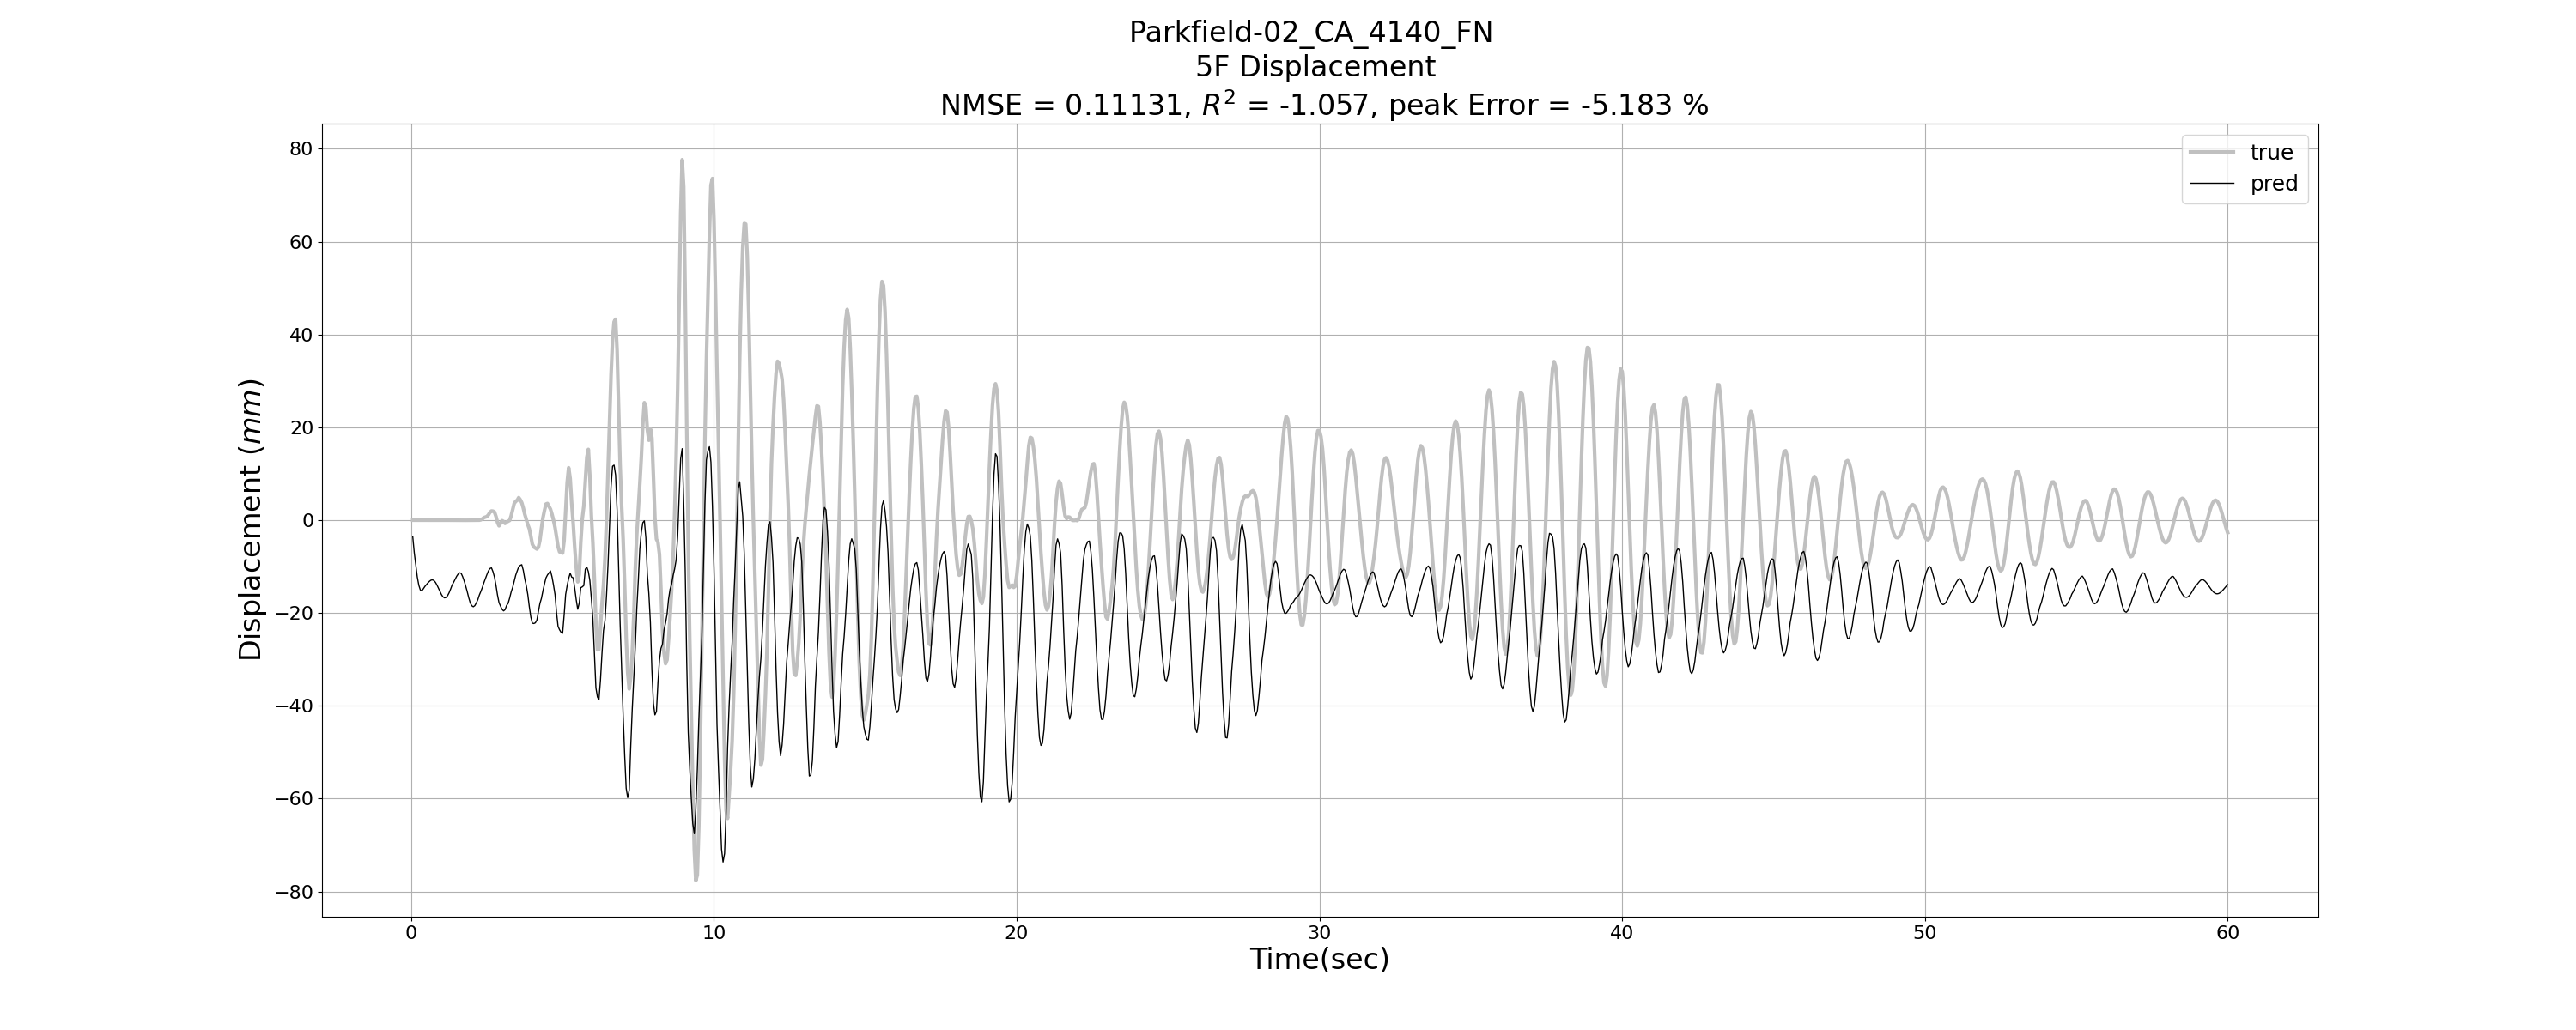 Parkfield-02_CA_4140_FN
5F Displacement
NMSE = 0.11131, R² = -1.057, peak Error = -5.183 %
true
pred
80
60
40
20
0
−20
−40
−60
−80
Displacement (mm)
0 10 20 30 40 50 60
Time(sec)